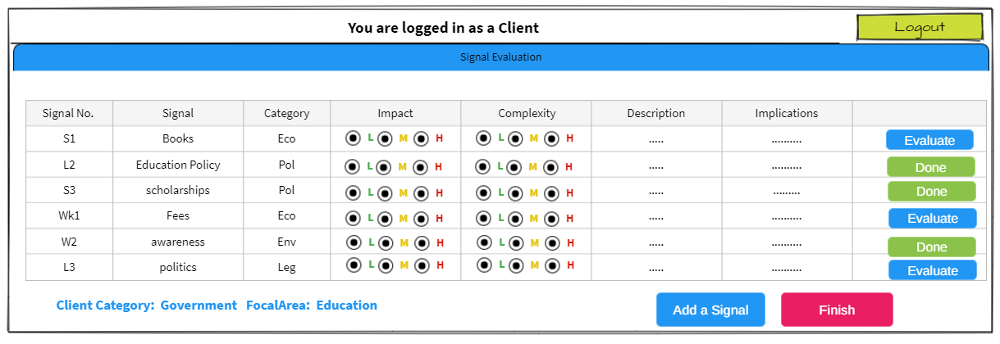 You are logged in as a Client
Logout
Signal Evaluation
Signal No. Signal Category Impact Complexity Description Implications
S1 Books Eco L M H L M H ..... .......... Evaluate
L2 Education Policy Pol L M H L M H ..... .......... Done
S3 scholarships Pol L M H L M H ..... ......... Done
Wk1 Fees Eco L M H L M H ..... .......... Evaluate
W2 awareness Env L M H L M H ..... .......... Done
L3 politics Leg L M H L M H ..... .......... Evaluate
Client Category: Government FocalArea: Education
Add a Signal Finish